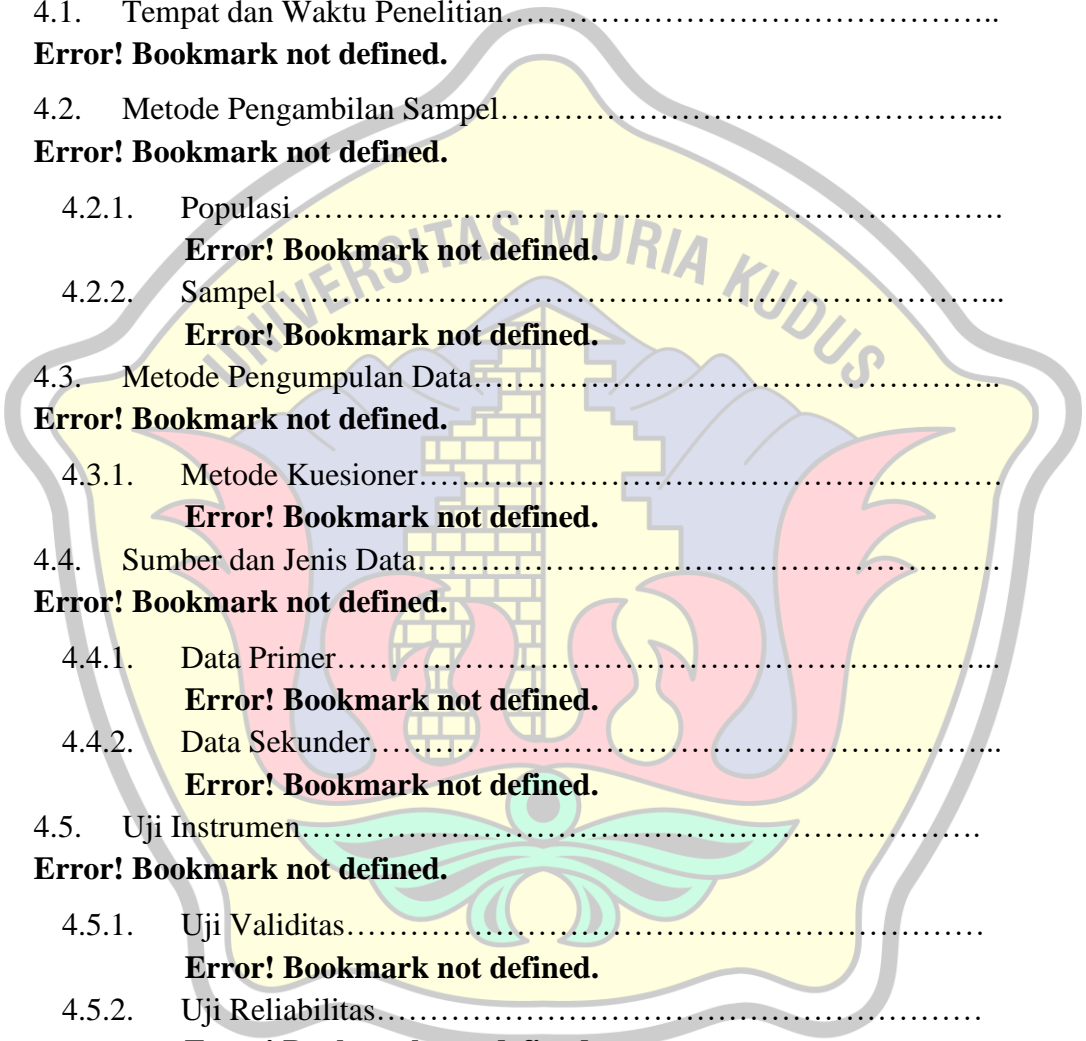 4.1. Tempat dan Waktu Penelitian………………………………………………..
Error! Bookmark not defined.
4.2. Metode Pengambilan Sampel………………………………………………...
Error! Bookmark not defined.
4.2.1. Populasi……………………………………………………………………….
Error! Bookmark not defined.
UNIVERSITAS MURIA KUDUS
4.2.2. Sampel………………………………………………………………………..
Error! Bookmark not defined.
4.3. Metode Pengumpulan Data……………………………………………………..
Error! Bookmark not defined.
4.3.1. Metode Kuesioner………………………………………………………….
Error! Bookmark not defined.
4.4. Sumber dan Jenis Data………………………………………………………….
Error! Bookmark not defined.
4.4.1. Data Primer…………………………………………………………………...
Error! Bookmark not defined.
4.4.2. Data Sekunder………………………………………………………………...
Error! Bookmark not defined.
4.5. Uji Instrumen……………………………………………………………………
Error! Bookmark not defined.
4.5.1. Uji Validitas…………………………………………………………………
Error! Bookmark not defined.
4.5.2. Uji Reliabilitas………………………………………………………………